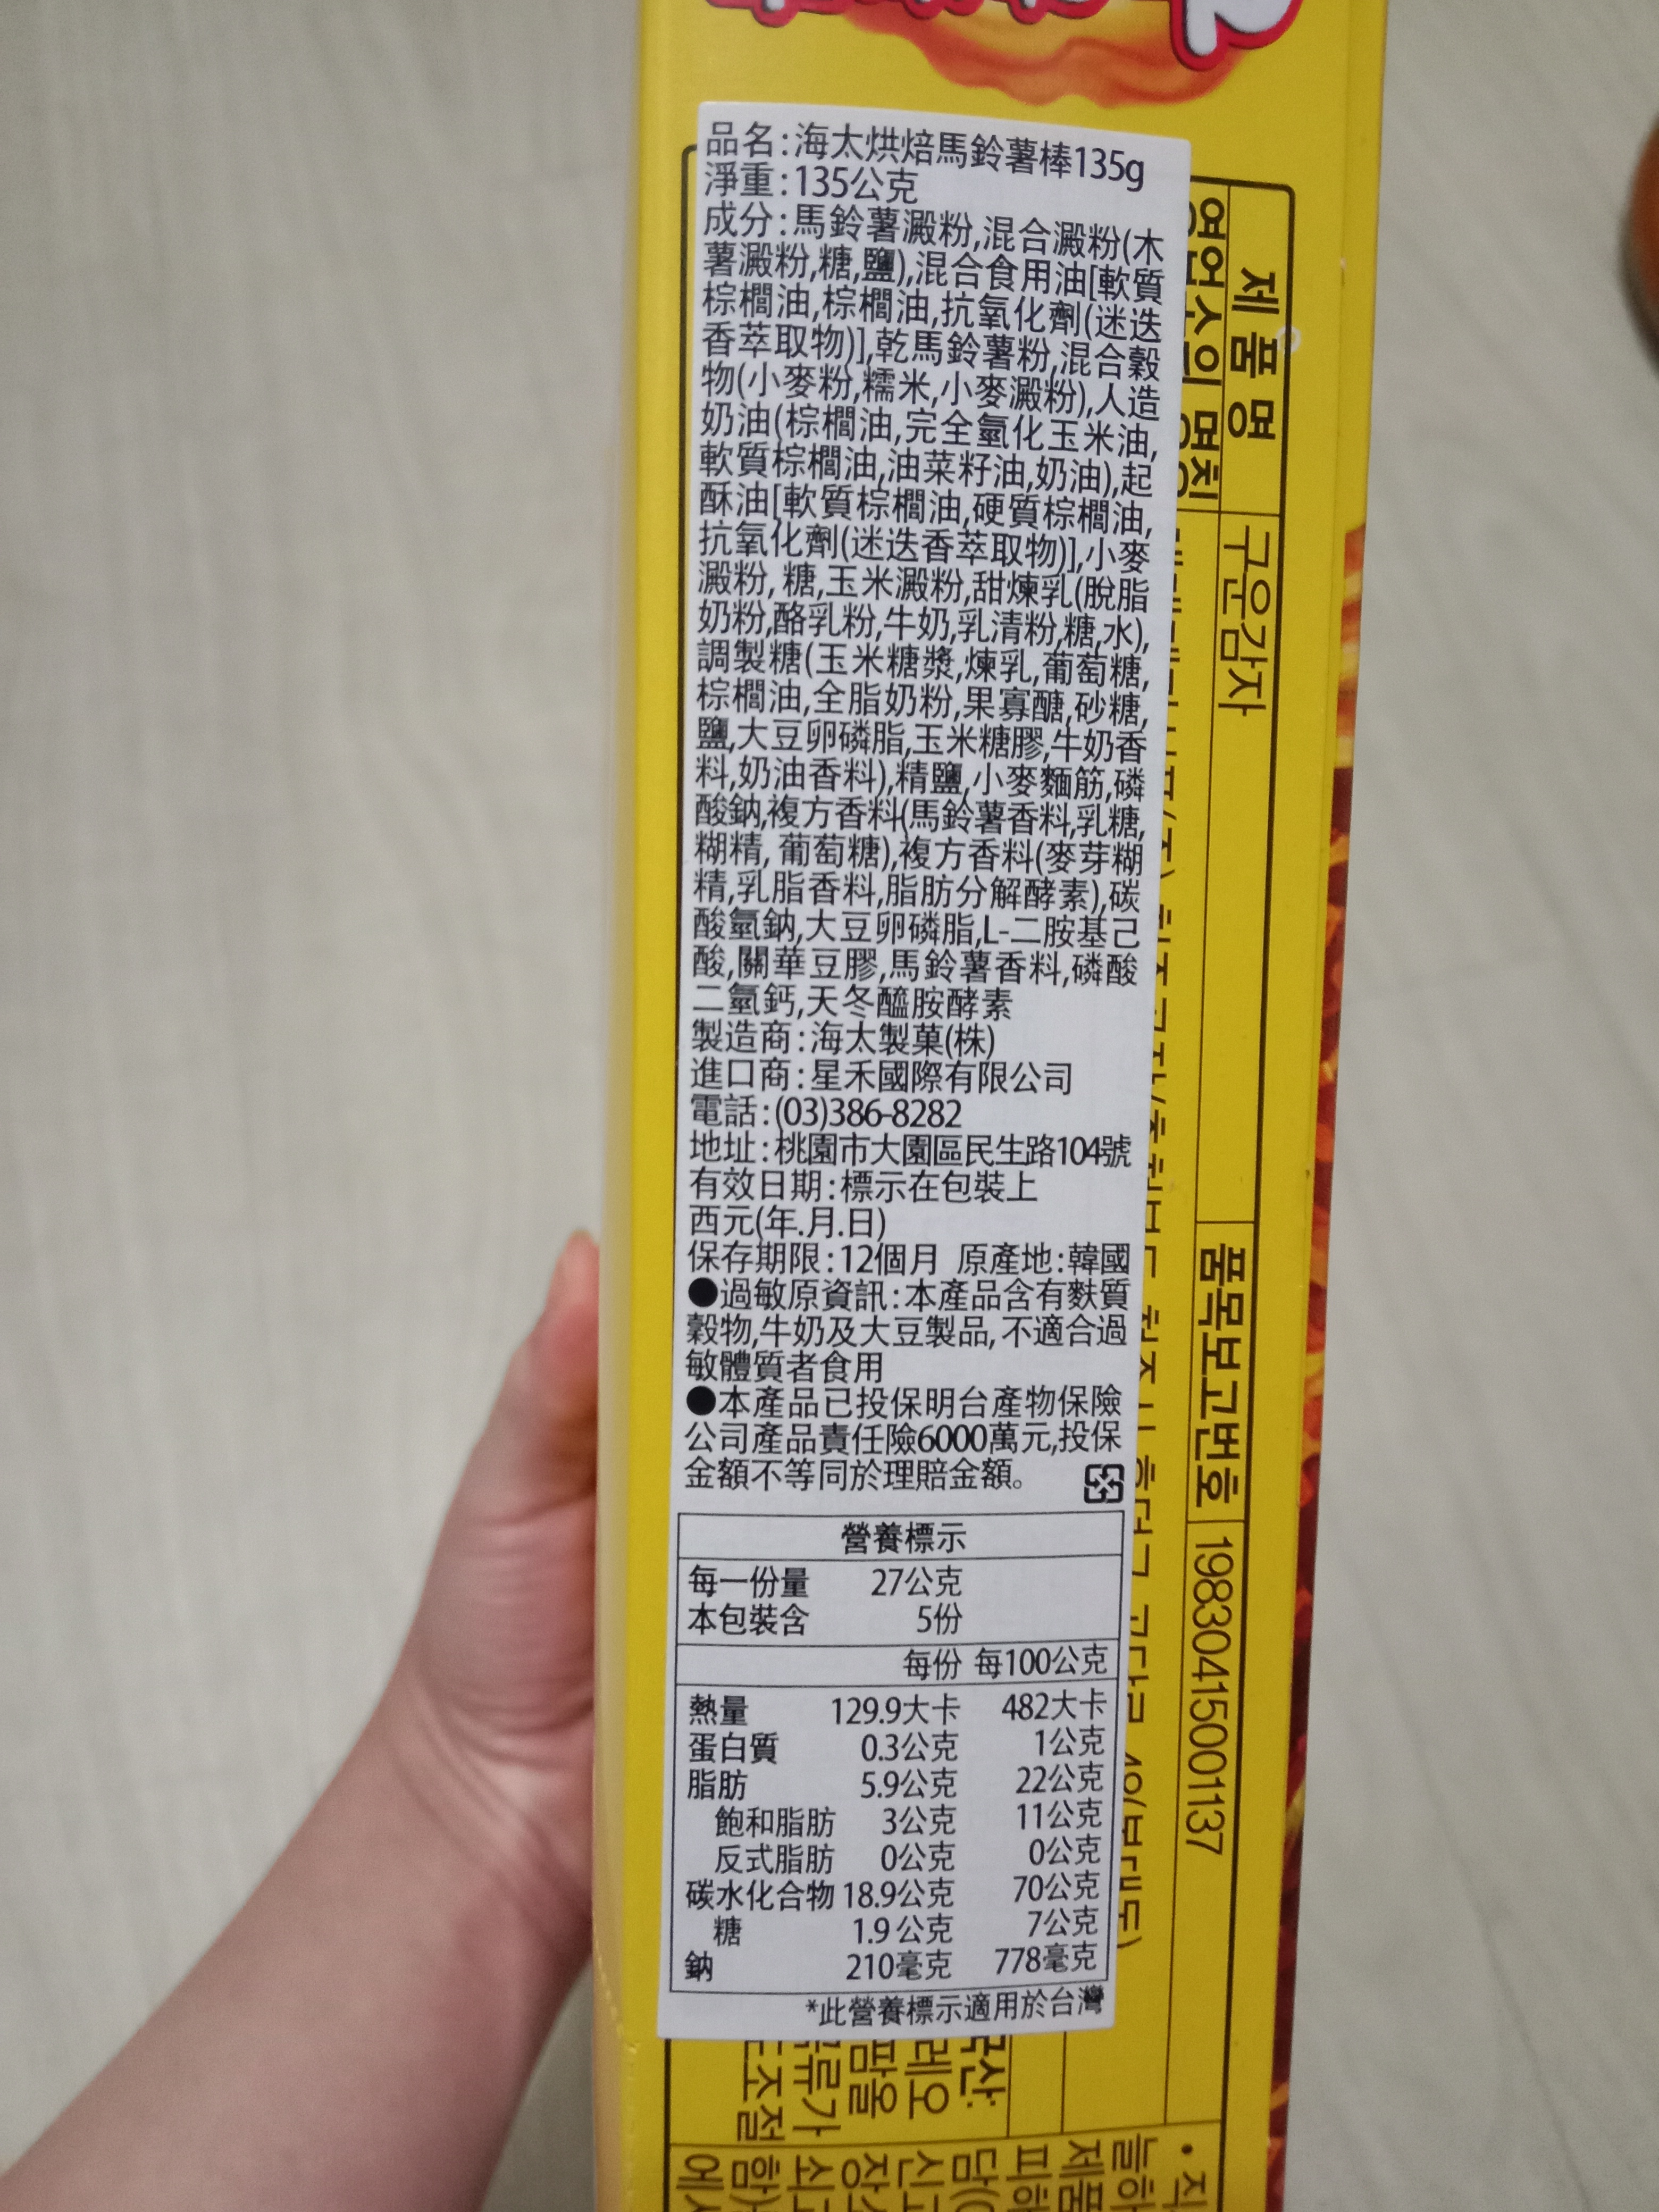 品名:海太烘焙馬鈴薯棒135g
淨重:135公克
成分:馬鈴薯澱粉,混合澱粉(木
薯澱粉,糖,鹽),混合食用油[軟質
棕櫚油,棕櫚油,抗氧化劑(迷迭
香萃取物)],乾馬鈴薯粉,混合穀
物(小麥粉,糯米,小麥澱粉),人造
奶油(棕櫚油,完全氫化玉米油,
軟質棕櫚油,油菜籽油,奶油),起
酥油[軟質棕櫚油,硬質棕櫚油,
抗氧化劑(迷迭香萃取物)],小麥
澱粉, 糖,玉米澱粉,甜煉乳(脫脂
奶粉,酪乳粉,牛奶,乳清粉,糖,水),
調製糖(玉米糖漿,煉乳,葡萄糖,
棕櫚油,全脂奶粉,果寡醣,砂糖,
鹽,大豆卵磷脂,玉米糖膠,牛奶香
料,奶油香料),精鹽,小麥麵筋,磷
酸鈉,複方香料(馬鈴薯香料,乳糖,
糊精, 葡萄糖),複方香料(麥芽糊
精,乳脂香料,脂肪分解酵素),碳
酸氫鈉,大豆卵磷脂,L-二胺基己
酸,關華豆膠,馬鈴薯香料,磷酸
二氫鈣,天冬醯胺酵素
製造商:海太製菓(株)
進口商:星禾國際有限公司
電話:(03)386-8282
地址:桃園市大園區民生路104號
有效日期:標示在包裝上
西元(年.月.日)
保存期限:12個月 原產地:韓國
●過敏原資訊:本產品含有麩質
穀物,牛奶及大豆製品, 不適合過
敏體質者食用
●本產品已投保明台產物保險
公司產品責任險6000萬元,投保
金額不等同於理賠金額。
營養標示
每一份量 27公克
本包裝含 5份
每份 每100公克
熱量 129.9大卡 482大卡
蛋白質 0.3公克 1公克
脂肪 5.9公克 22公克
飽和脂肪 3公克 11公克
反式脂肪 0公克 0公克
碳水化合物 18.9公克 70公克
糖 1.9公克 7公克
鈉 210毫克 778毫克
*此營養標示適用於台灣
제 품 명 구운감자
품목보고번호 19830415001137